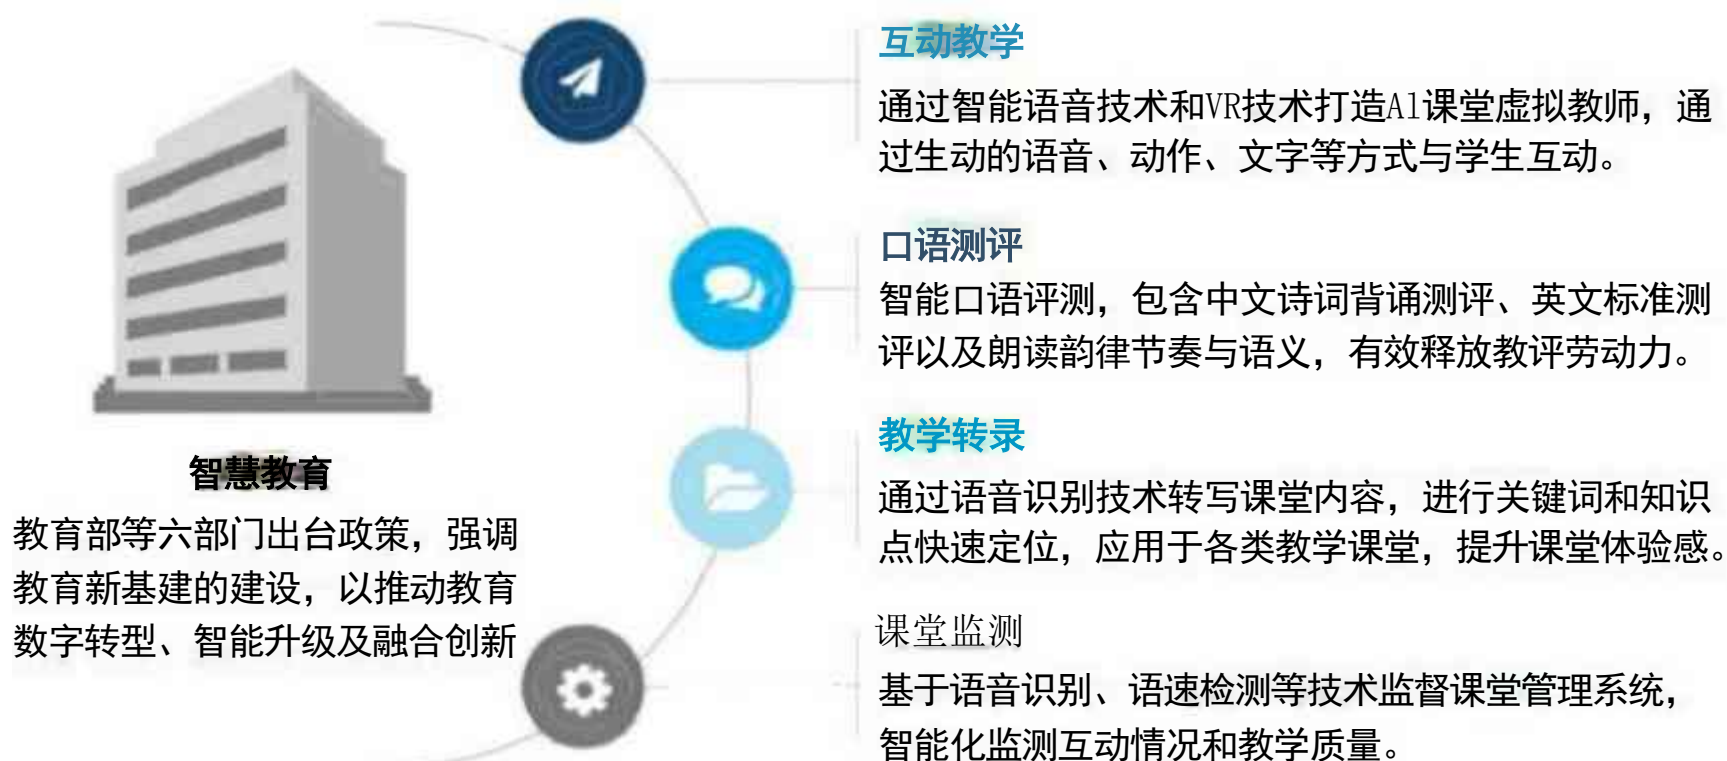 智慧教育
教育部等六部门出台政策，强调
教育新基建的建设，以推动教育
数字转型、智能升级及融合创新
互动教学
通过智能语音技术和VR技术打造A1课堂虚拟教师，通
过生动的语音、动作、文字等方式与学生互动。
口语测评
智能口语评测，包含中文诗词背诵测评、英文标准测
评以及朗读韵律节奏与语义，有效释放教评劳动力。
教学转录
通过语音识别技术转写课堂内容，进行关键词和知识
点快速定位，应用于各类教学课堂，提升课堂体验感。
课堂监测
基于语音识别、语速检测等技术监督课堂管理系统，
智能化监测互动情况和教学质量。